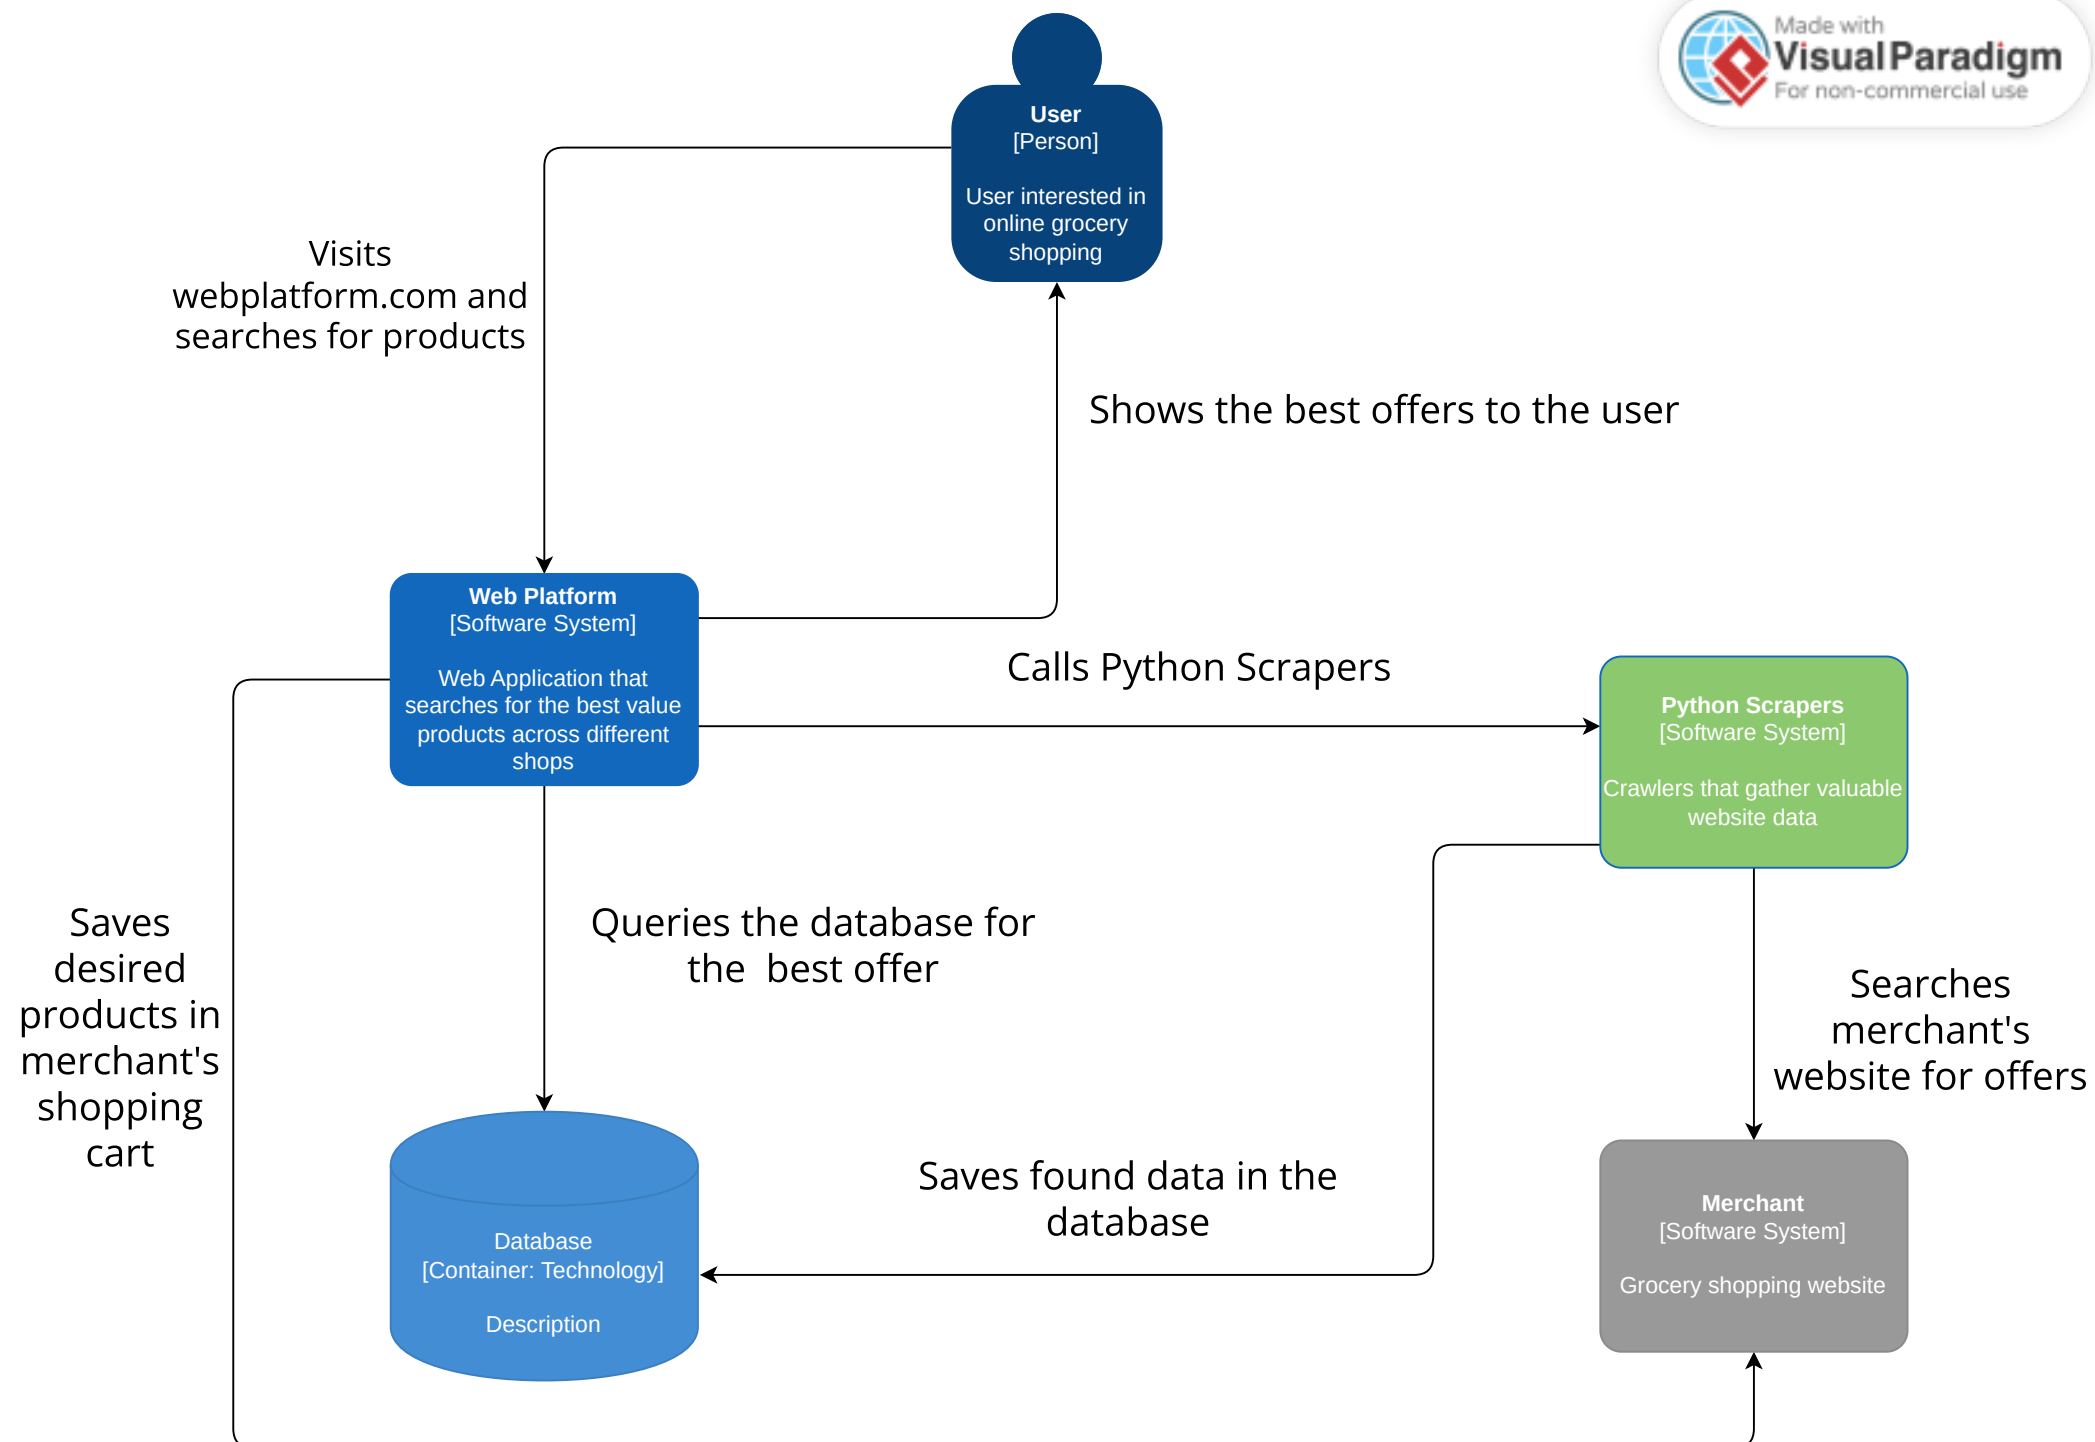 Made with
Visual Paradigm
For non-commercial use
User
[Person]
User interested in
online grocery
shopping
Visits
webplatform.com and
searches for products
Shows the best offers to the user
Web Platform
[Software System]
Web Application that
searches for the best value
products across different
shops
Calls Python Scrapers
Python Scrapers
[Software System]
Crawlers that gather valuable
website data
Saves
desired
products in
merchant's
shopping
cart
Queries the database for
the  best offer
Searches
merchant's
website for offers
Saves found data in the
database
Database
[Container: Technology]
Description
Merchant
[Software System]
Grocery shopping website